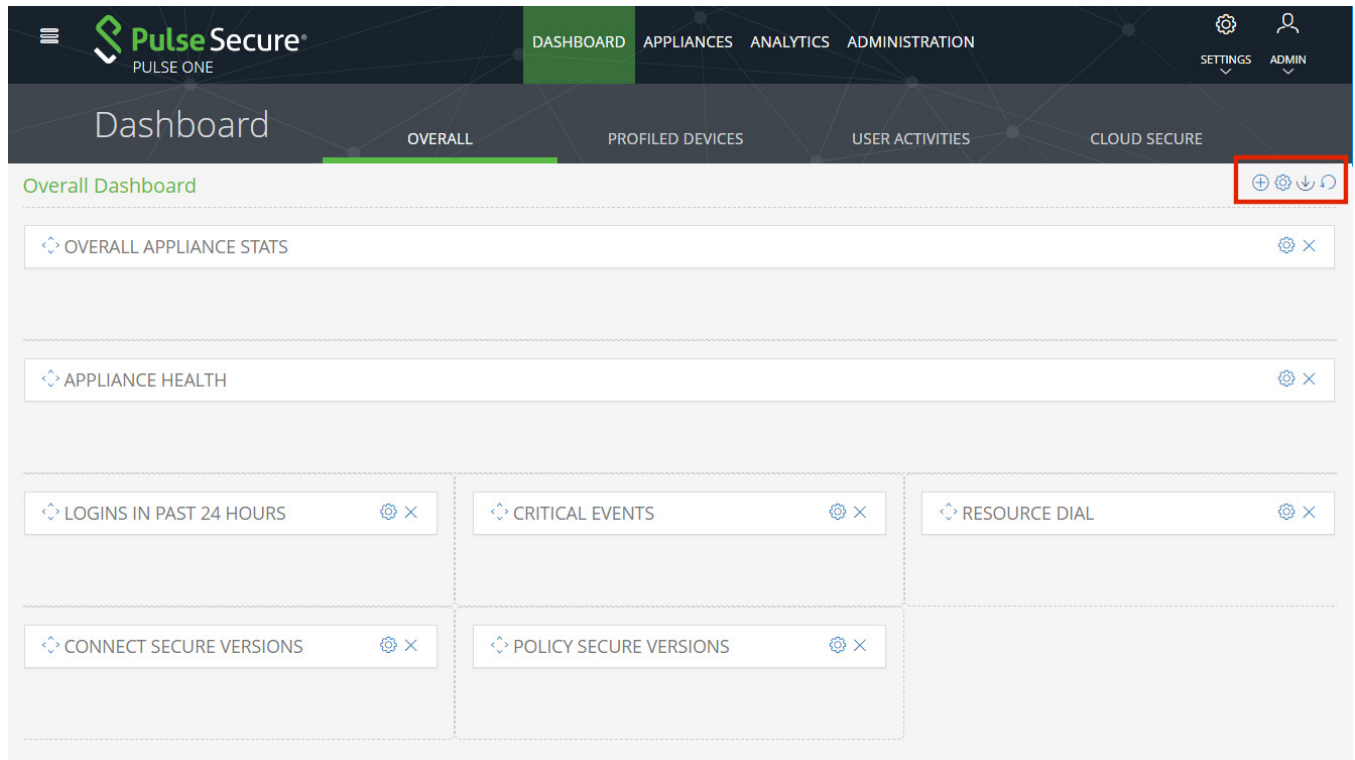 Pulse Secure®
PULSE ONE
DASHBOARD APPLIANCES ANALYTICS ADMINISTRATION
SETTINGS ADMIN
Dashboard
OVERALL PROFILED DEVICES USER ACTIVITIES CLOUD SECURE
Overall Dashboard
OVERALL APPLIANCE STATS
APPLIANCE HEALTH
LOGINS IN PAST 24 HOURS CRITICAL EVENTS RESOURCE DIAL
CONNECT SECURE VERSIONS POLICY SECURE VERSIONS